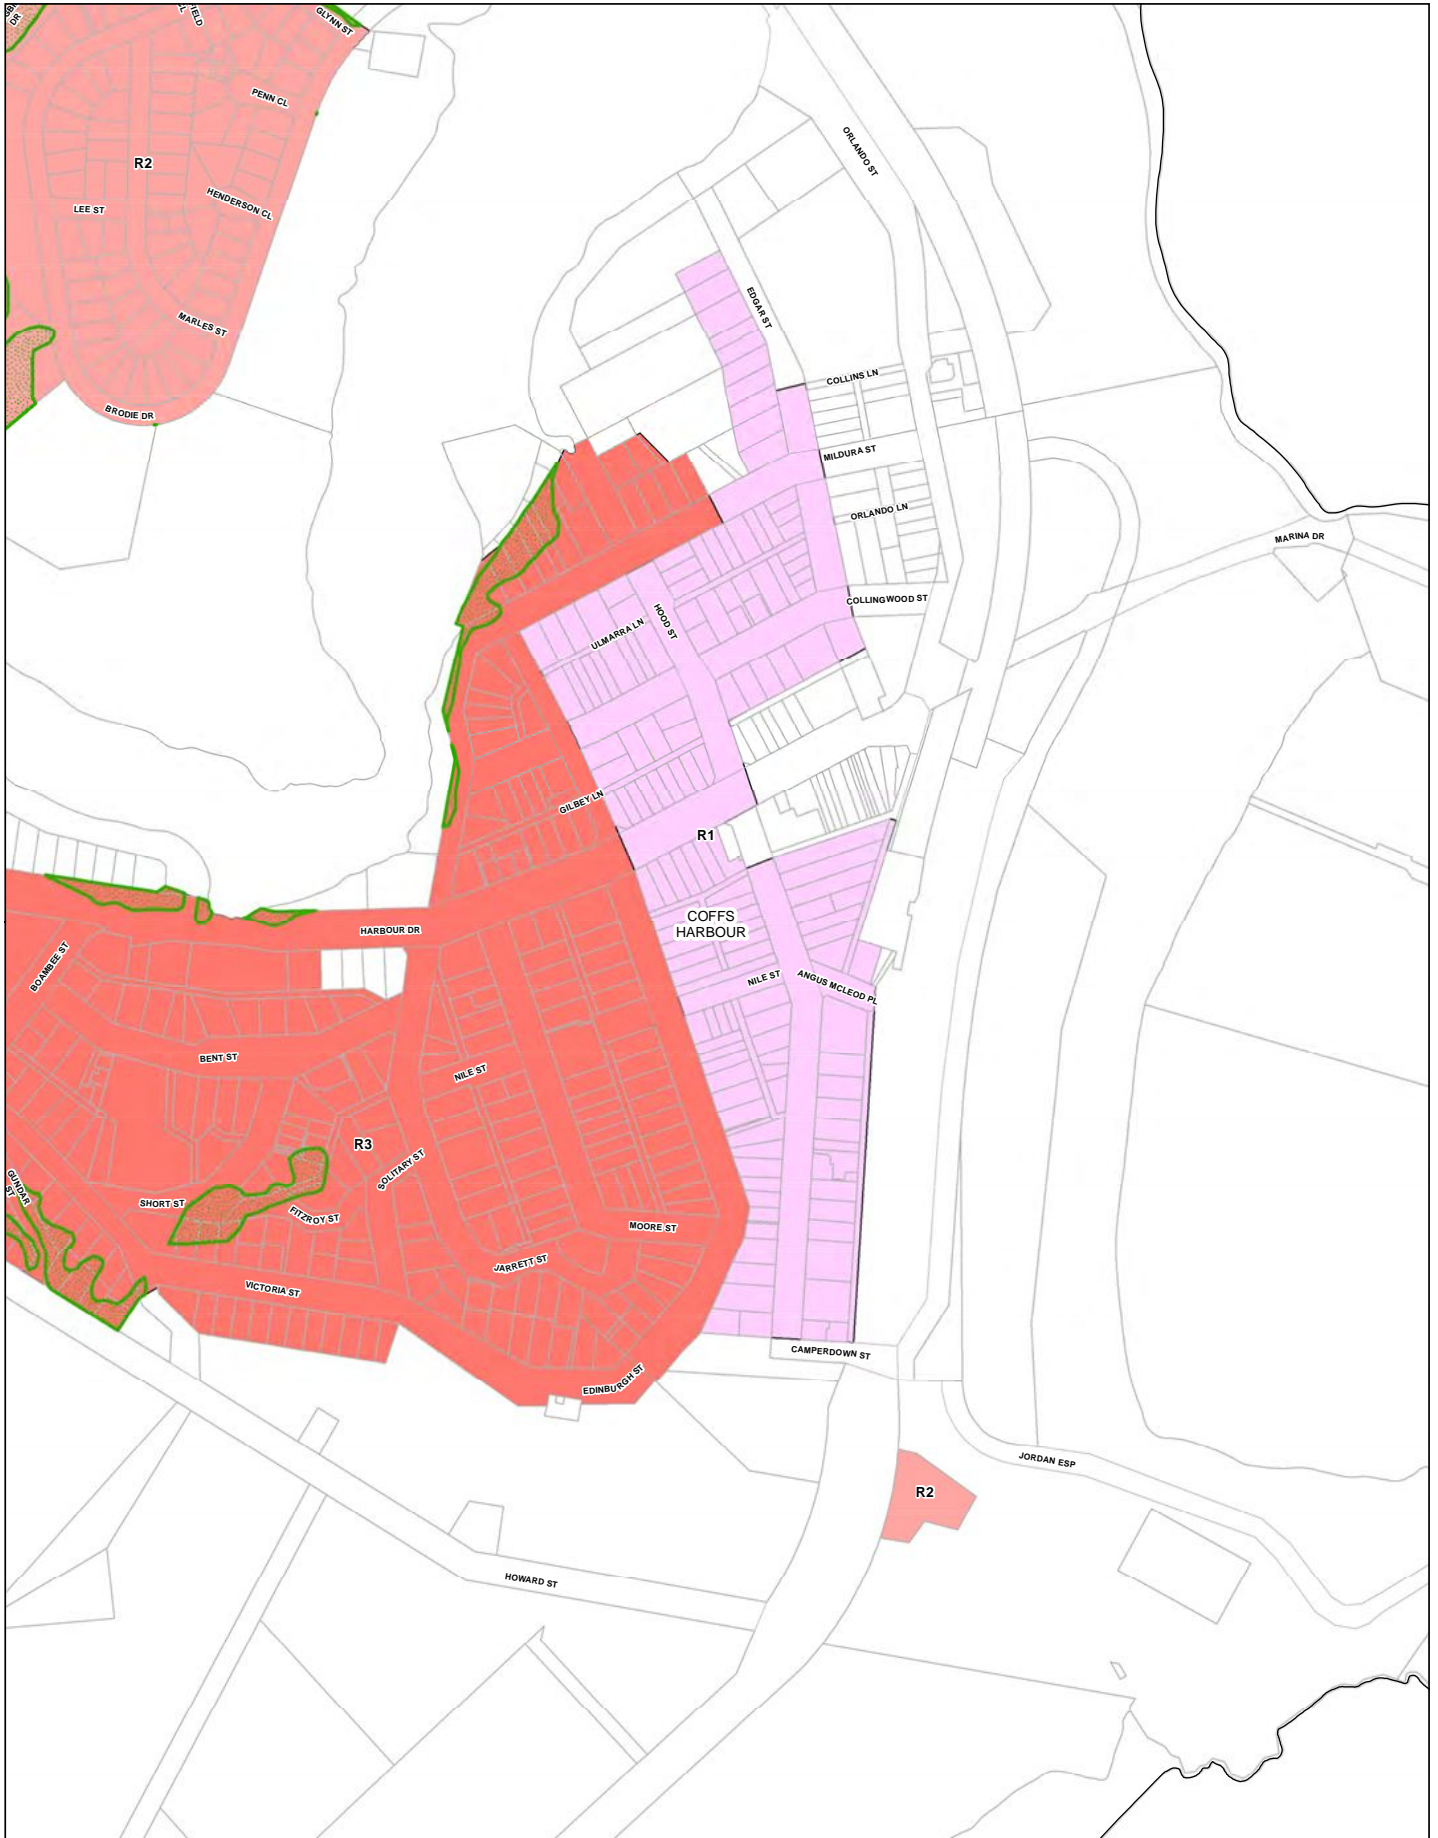 GLYNN ST
PENN CL
R2
LEE ST
HENDERSON CL
MARLES ST
BRODIE DR
ORLANDO ST
EDGAR ST
COLLINS LN
MILDURA ST
ORLANDO LN
MARINA DR
COLLINGWOOD ST
HOOD ST
ULMARRA LN
GILBEY LN
R1
COFFS
HARBOUR
HARBOUR DR
BOAMBEE ST
NILE ST
ANGUS MCLEOD PL
BENT ST
NILE ST
R3
SOLITARY ST
GUNDAR
ST
SHORT ST
FITZROY ST
MOORE ST
JARRETT ST
VICTORIA ST
CAMPERDOWN ST
EDINBURGH ST
JORDAN ESP
R2
HOWARD ST